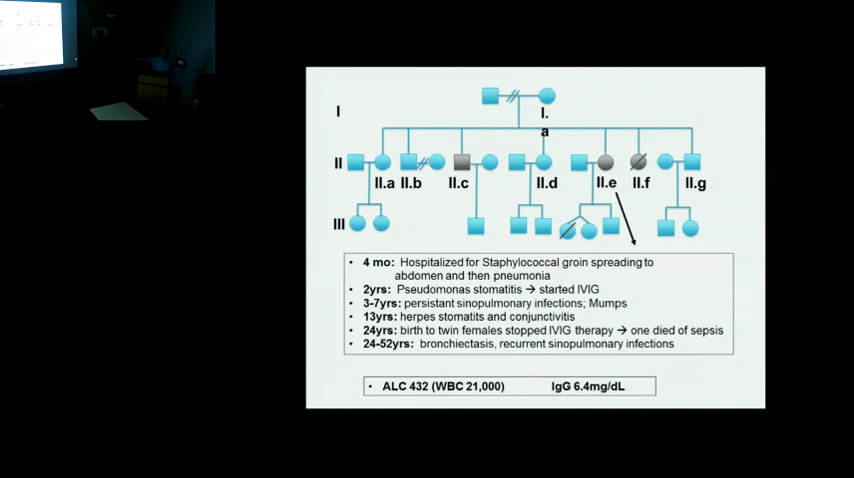 I
I.
a
II
II.a II.b II.c II.d II.e II.f II.g
III
• 4 mo: Hospitalized for Staphylococcal groin spreading to
abdomen and then pneumonia
• 2yrs: Pseudomonas stomatitis → started IVIG
• 3-7yrs: persistant sinopulmonary infections; Mumps
• 13yrs: herpes stomatits and conjunctivitis
• 24yrs: birth to twin females stopped IVIG therapy → one died of sepsis
• 24-52yrs: bronchiectasis, recurrent sinopulmonary infections
• ALC 432 (WBC 21,000) IgG 6.4mg/dL